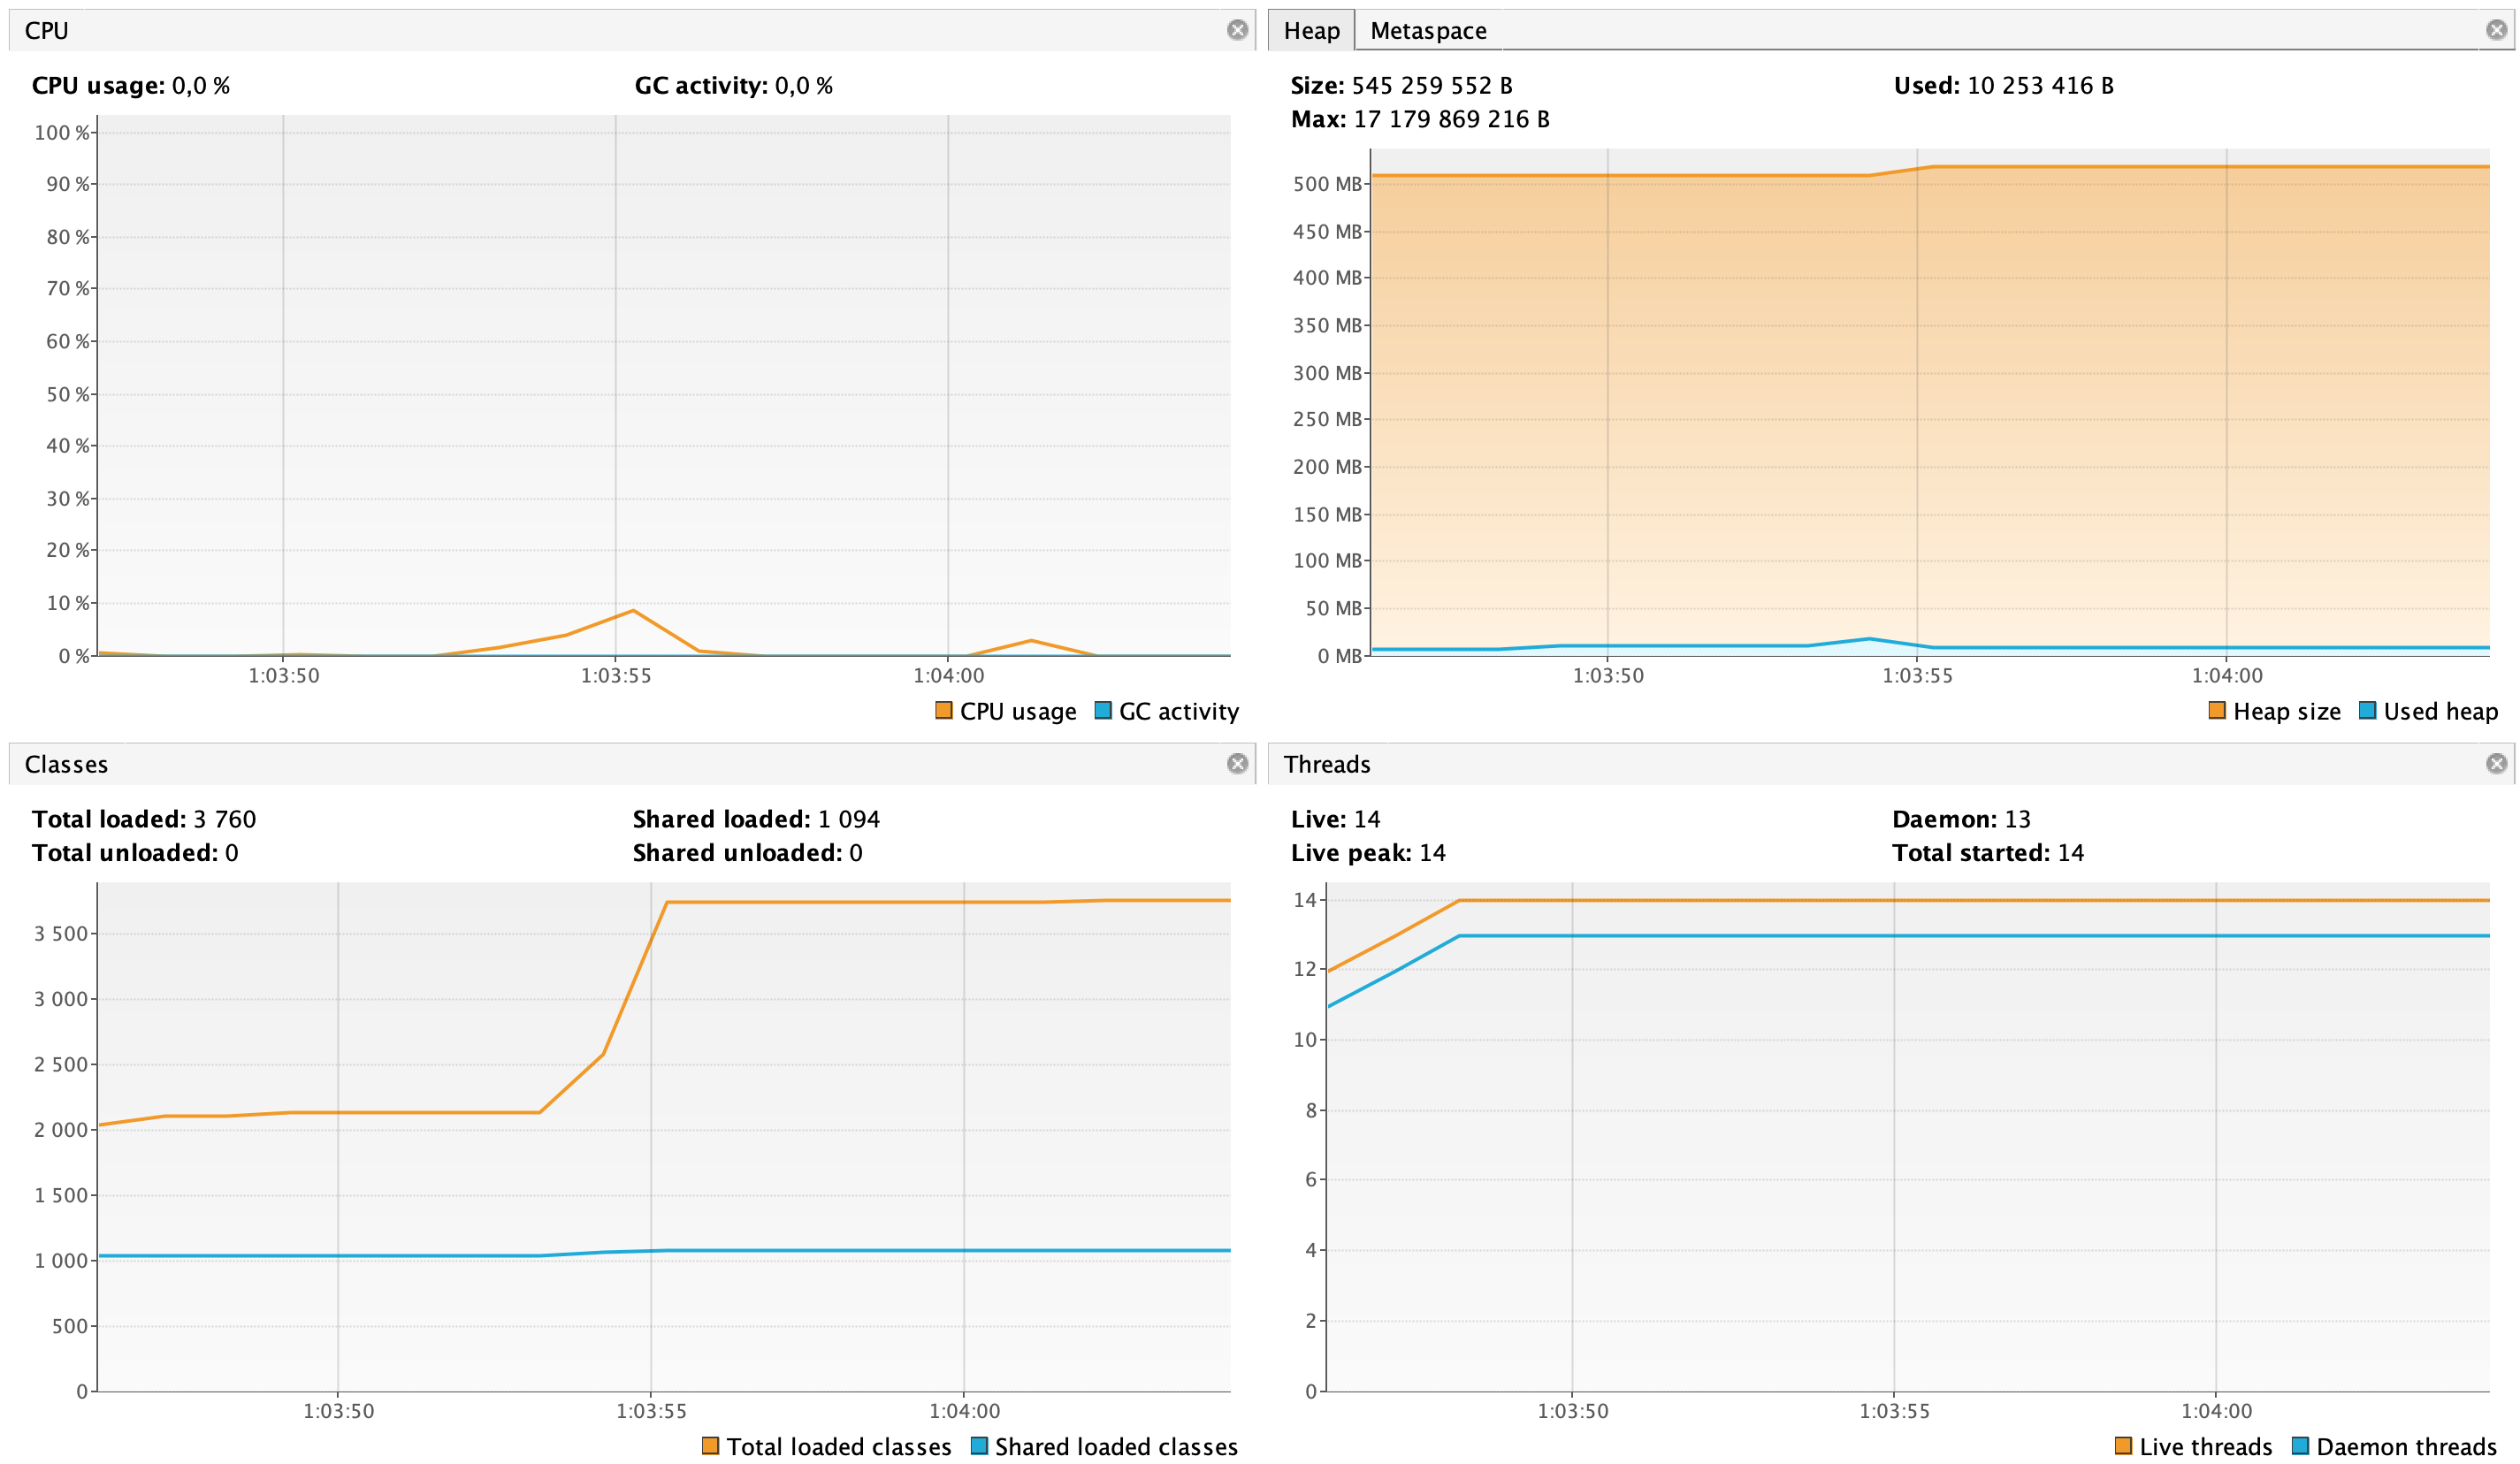 CPU
CPU usage: 0,0 % GC activity: 0,0 %
100 %
90 %
80 %
70 %
60 %
50 %
40 %
30 %
20 %
10 %
0 %
1:03:50 1:03:55 1:04:00
CPU usage GC activity
Heap Metaspace
Size: 545 259 552 B Used: 10 253 416 B
Max: 17 179 869 216 B
500 MB
450 MB
400 MB
350 MB
300 MB
250 MB
200 MB
150 MB
100 MB
50 MB
0 MB
1:03:50 1:03:55 1:04:00
Heap size Used heap
Classes
Total loaded: 3 760 Shared loaded: 1 094
Total unloaded: 0 Shared unloaded: 0
3 500
3 000
2 500
2 000
1 500
1 000
500
0
1:03:50 1:03:55 1:04:00
Total loaded classes Shared loaded classes
Threads
Live: 14 Daemon: 13
Live peak: 14 Total started: 14
14
12
10
8
6
4
2
0
1:03:50 1:03:55 1:04:00
Live threads Daemon threads